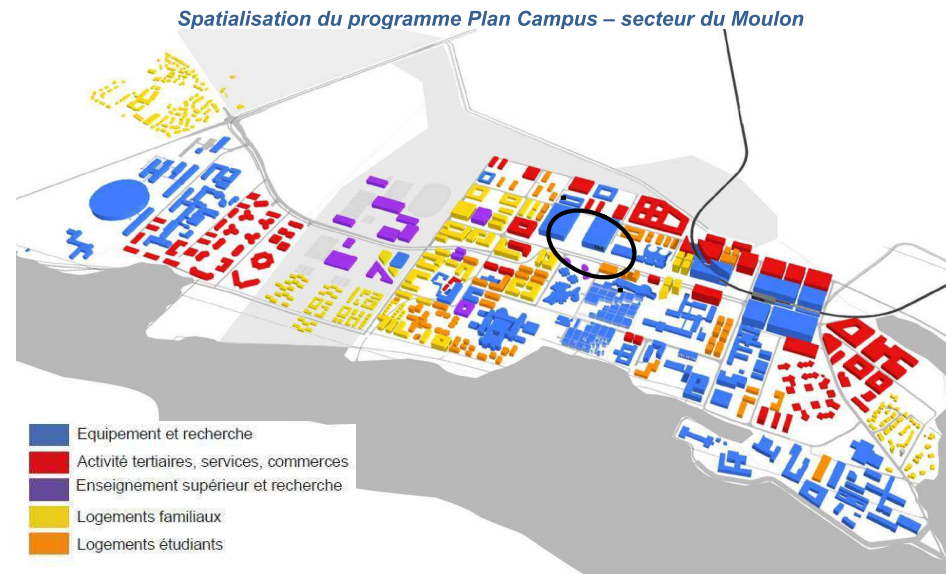 Spatialisation du programme Plan Campus – secteur du Moulon
Equipement et recherche
Activité tertiaires, services, commerces
Enseignement supérieur et recherche
Logements familiaux
Logements étudiants